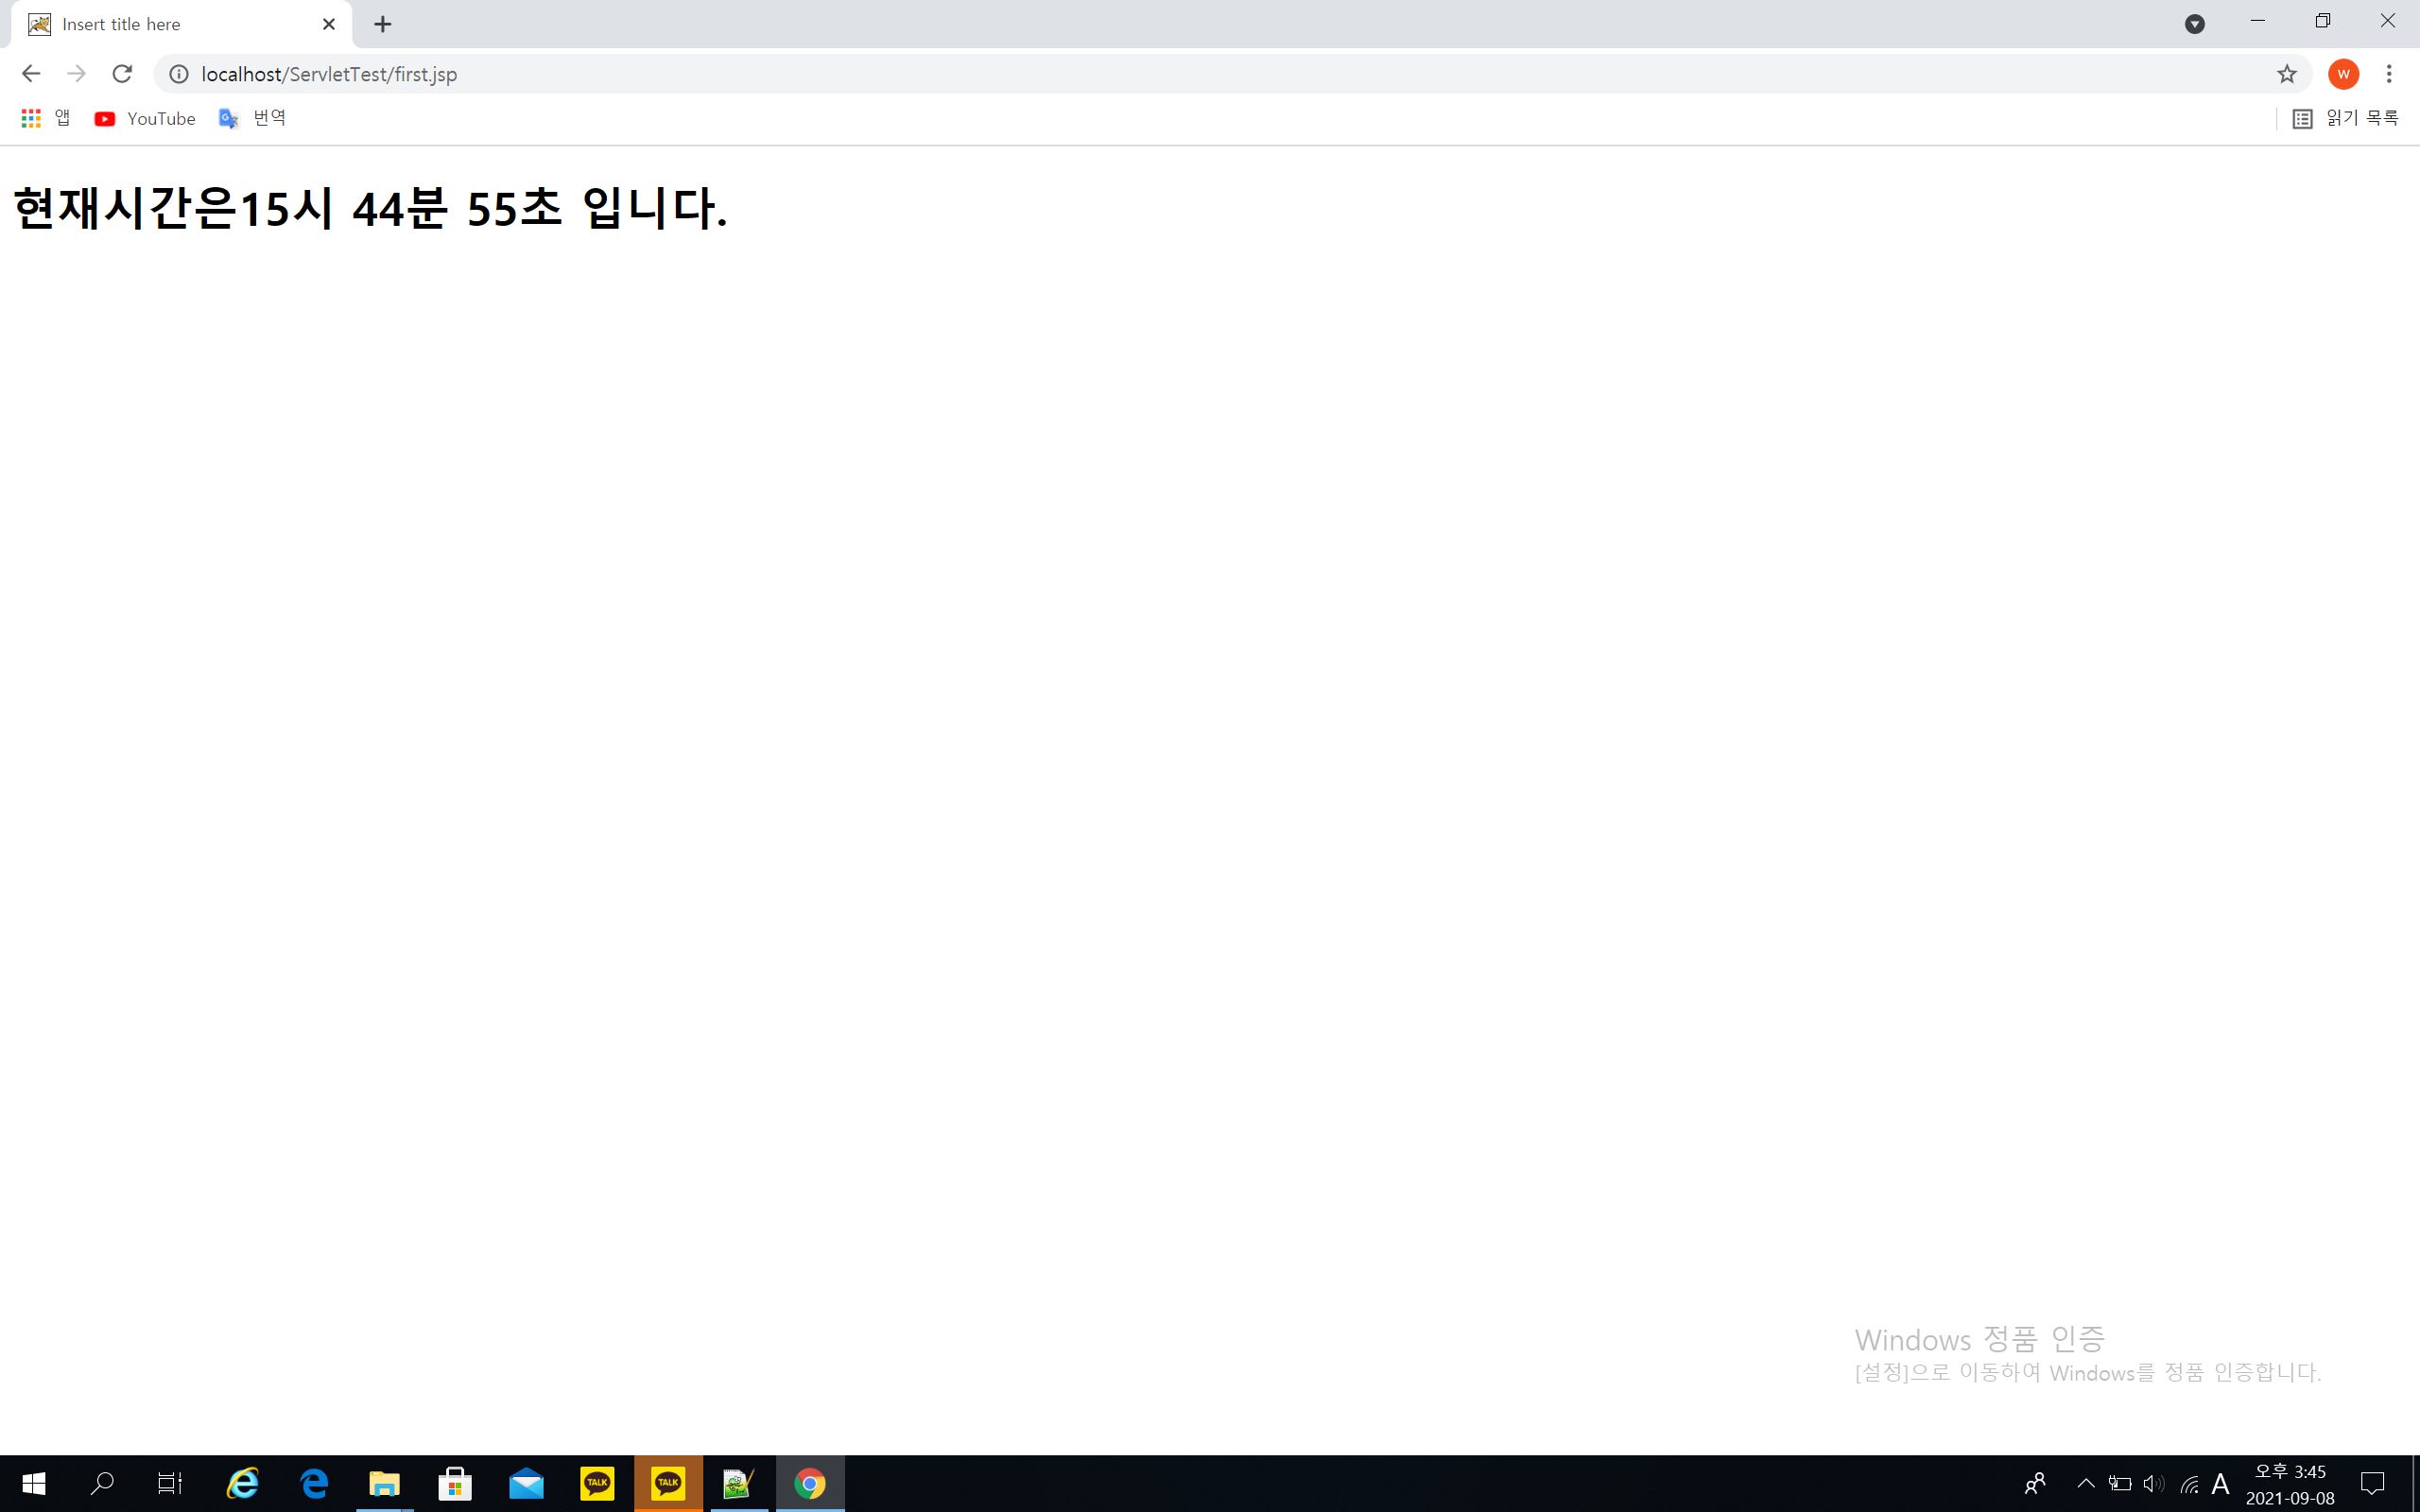 Insert title here
localhost/ServletTest/first.jsp
W
앱 YouTube 번역 읽기 목록
현재시간은15시 44분 55초 입니다.
Windows 정품 인증
[설정]으로 이동하여 Windows를 정품 인증합니다.
TALK TALK A 오후 3:45
2021-09-08